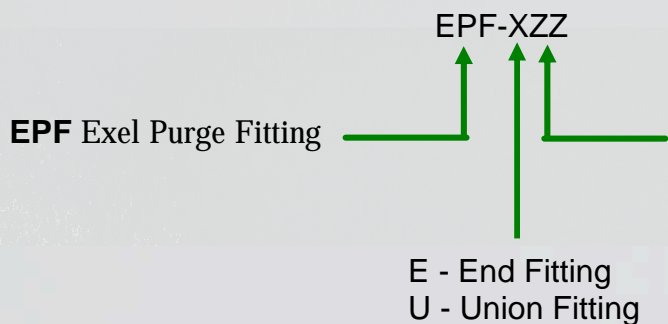 EPF-XZZ
EPF Exel Purge Fitting
E - End Fitting
U - Union Fitting